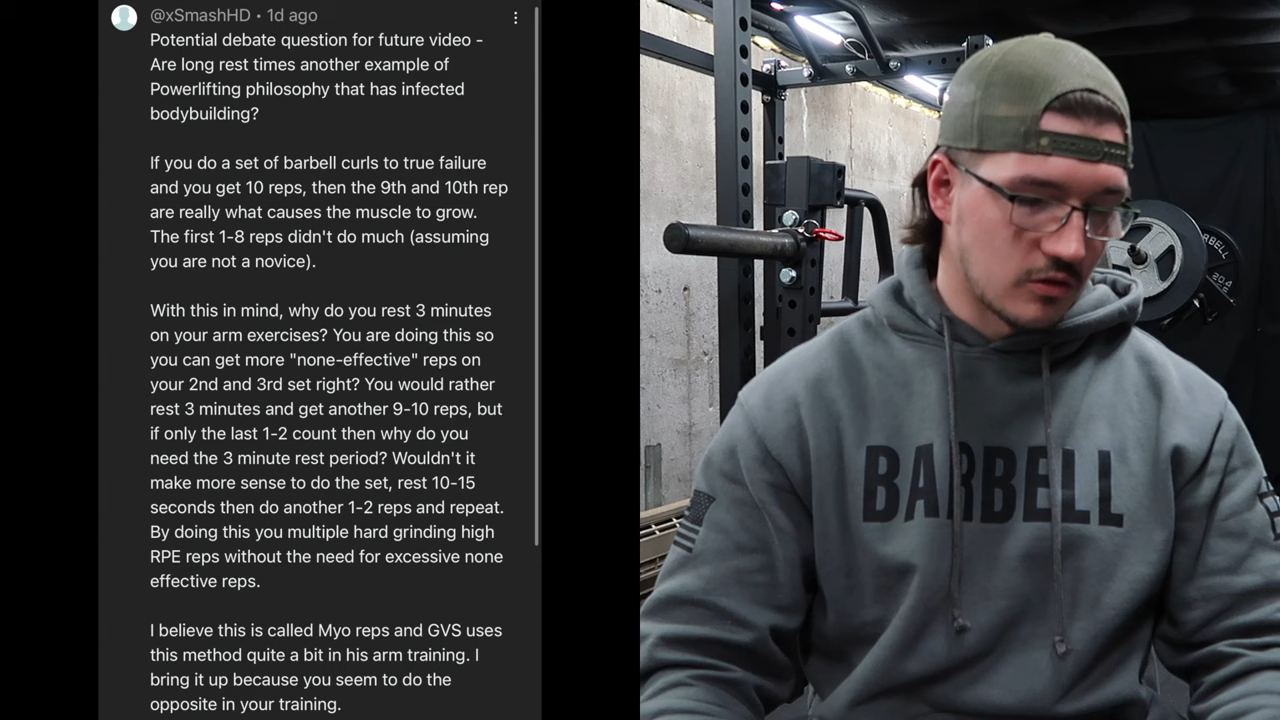 @xSmashHD • 1d ago
Potential debate question for future video -
Are long rest times another example of
Powerlifting philosophy that has infected
bodybuilding?
If you do a set of barbell curls to true failure
and you get 10 reps, then the 9th and 10th rep
are really what causes the muscle to grow.
The first 1-8 reps didn't do much (assuming
you are not a novice).
With this in mind, why do you rest 3 minutes
on your arm exercises? You are doing this so
you can get more "none-effective" reps on
your 2nd and 3rd set right? You would rather
rest 3 minutes and get another 9-10 reps, but
if only the last 1-2 count then why do you
need the 3 minute rest period? Wouldn't it
make more sense to do the set, rest 10-15
seconds then do another 1-2 reps and repeat.
By doing this you multiple hard grinding high
RPE reps without the need for excessive none
effective reps.
I believe this is called Myo reps and GVS uses
this method quite a bit in his arm training. I
bring it up because you seem to do the
opposite in your training.
BARBELL
BARBELL
20.4